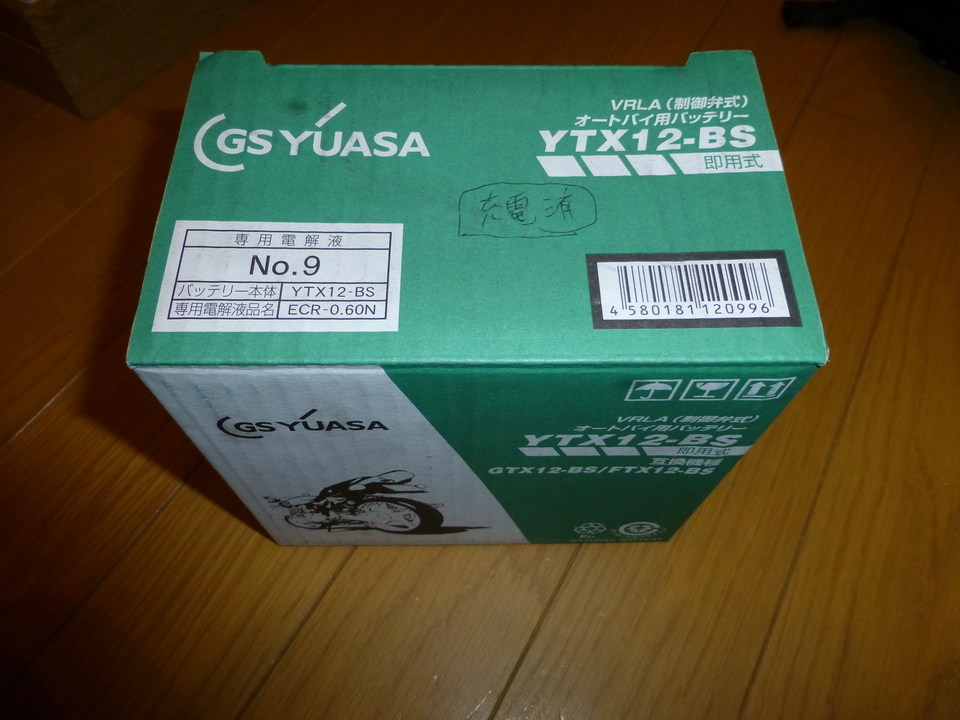 GS YUASA
VRLA（制御弁式）
オートバイ用バッテリー
YTX12-BS
即用式
充電済
専用電解液
No.9
バッテリー本体 YTX12-BS
専用電解液品名 ECR-0.60N
4 580181 120996
GS YUASA
VRLA（制御弁式）
オートバイ用バッテリー
YTX12-BS
即用式
互換機種
GTX12-BS/FTX12-BS
Pb